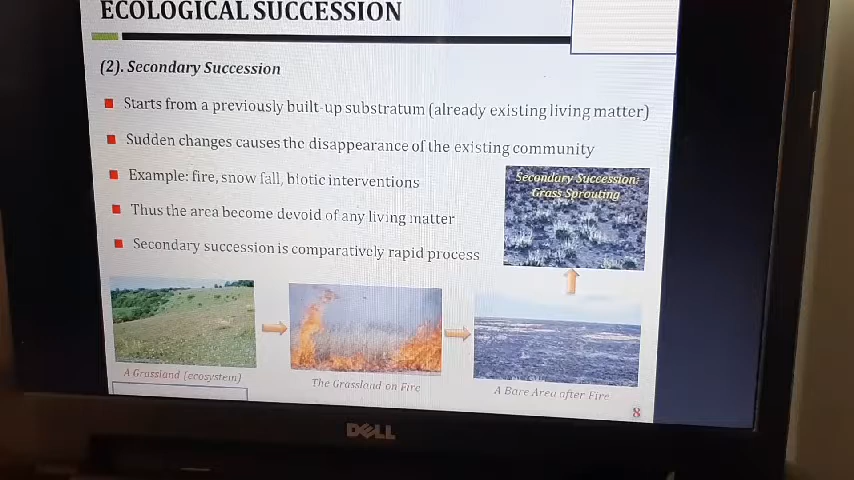 ECOLOGICAL SUCCESSION
(2). Secondary Succession
Starts from a previously built-up substratum (already existing living matter)
Sudden changes causes the disappearance of the existing community
Example: fire, snow fall, biotic interventions
Thus the area become devoid of any living matter
Secondary succession is comparatively rapid process
Secondary Succession:
Grass Sprouting
A Grassland (ecosystem)
The Grassland on Fire
A Bare Area after Fire
8
DELL